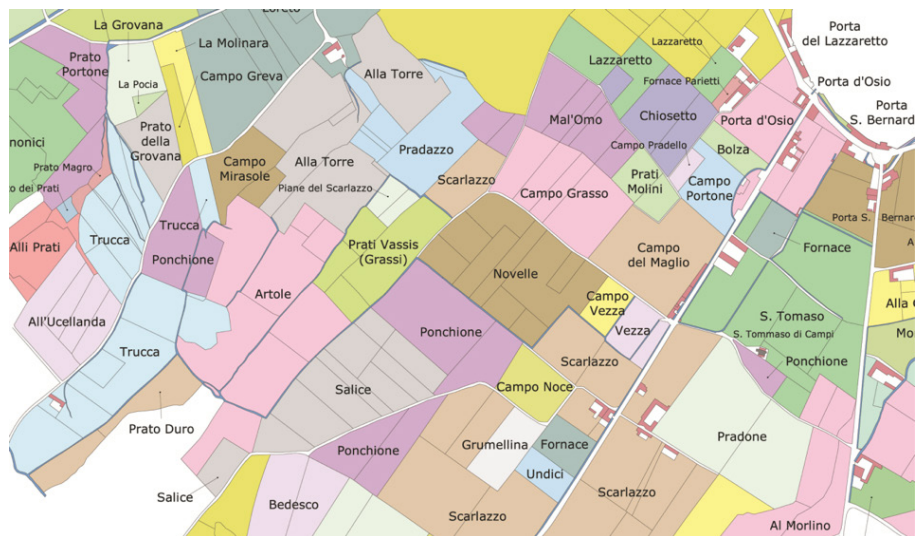 La Grovana
Loreto
Porta
del Lazzaretto
Prato
Portone
La Molinara
Lazzaretto
Lazzaretto
Campo Greva
Alla Torre
Fornace Parietti
Porta d'Osio
La Pocia
Porta
S. Bernard
Mal'Omo
Chiosetto
Porta d'Osio
Prato
della
Grovana
nonici
Pradazzo
Campo Pradello
Bolza
Prato Magro
Campo
Mirasole
Alla Torre
Scarlazzo
Prati
Molini
Campo
Portone
o dei Prati
Piane del Scarlazzo
Campo Grasso
Porta S.
Bernar
Trucca
Alli Prati
Trucca
Prati Vassis
(Grassi)
Campo
del Maglio
Fornace
A
Ponchione
Novelle
Artole
Campo
Vezza
Alla C
All'Ucellanda
S. Tomaso
Vezza
Ponchione
S. Tommaso di Campi
Mo
Trucca
Ponchione
Scarlazzo
Salice
Campo Noce
Prato Duro
Grumellina
Fornace
Pradone
Ponchione
Undici
Salice
Bedesco
Scarlazzo
Scarlazzo
Al Morlino